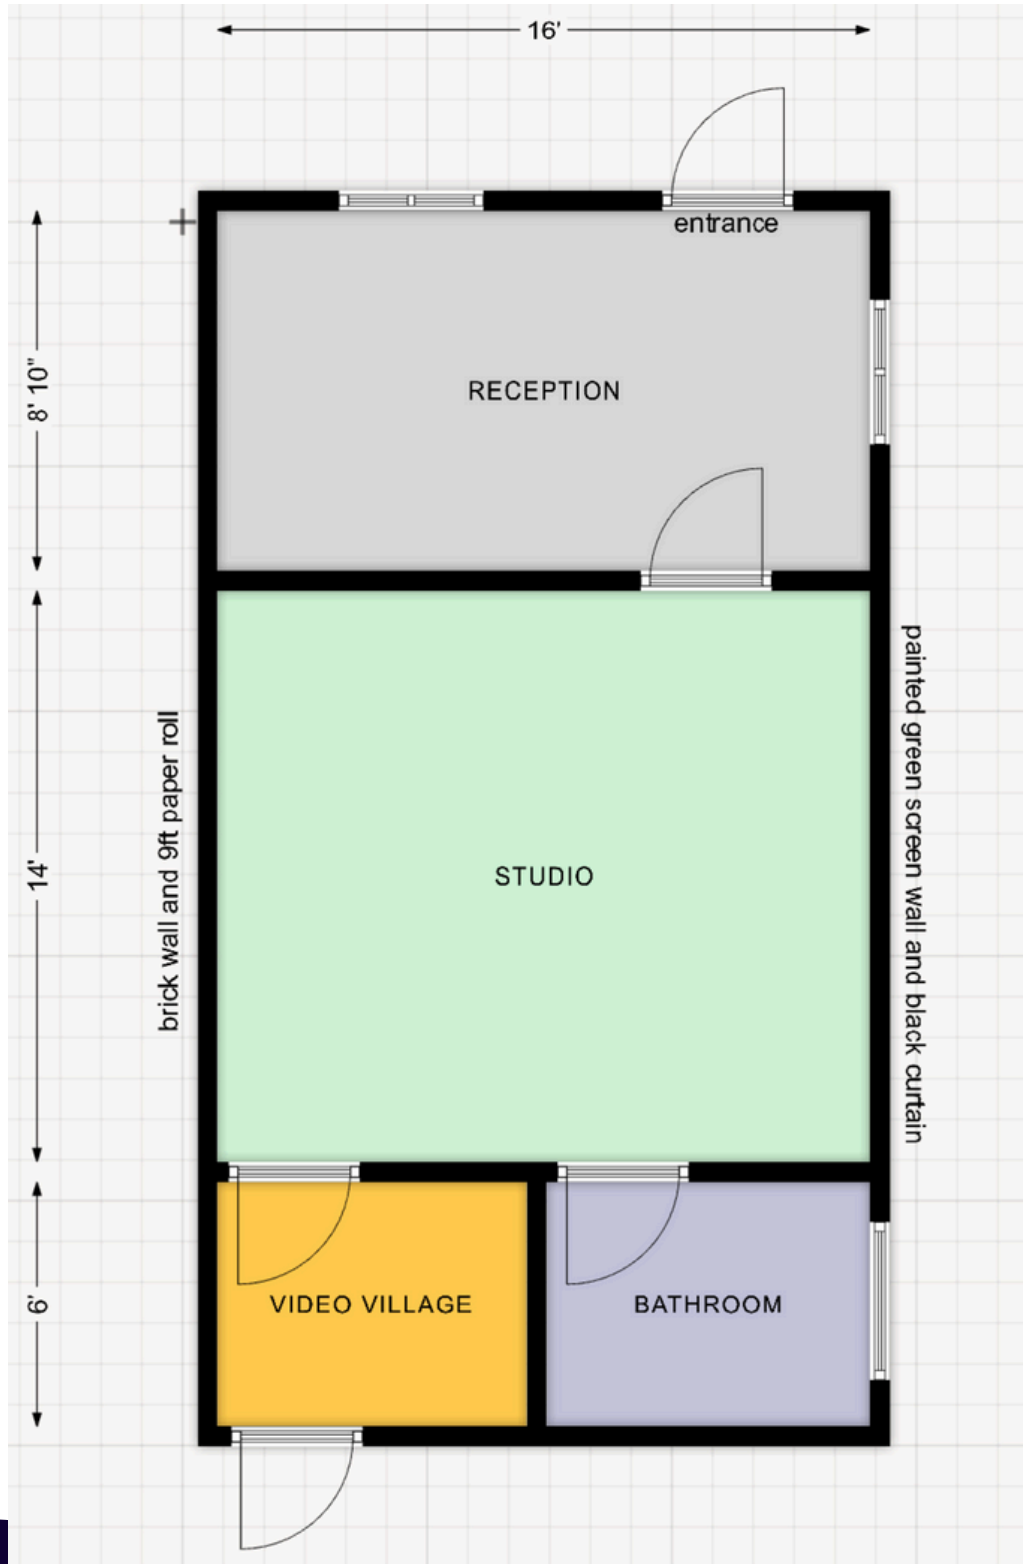 16'
entrance
8' 10"
RECEPTION
brick wall and 9ft paper roll
painted green screen wall and black curtain
14'
STUDIO
6'
VIDEO VILLAGE
BATHROOM